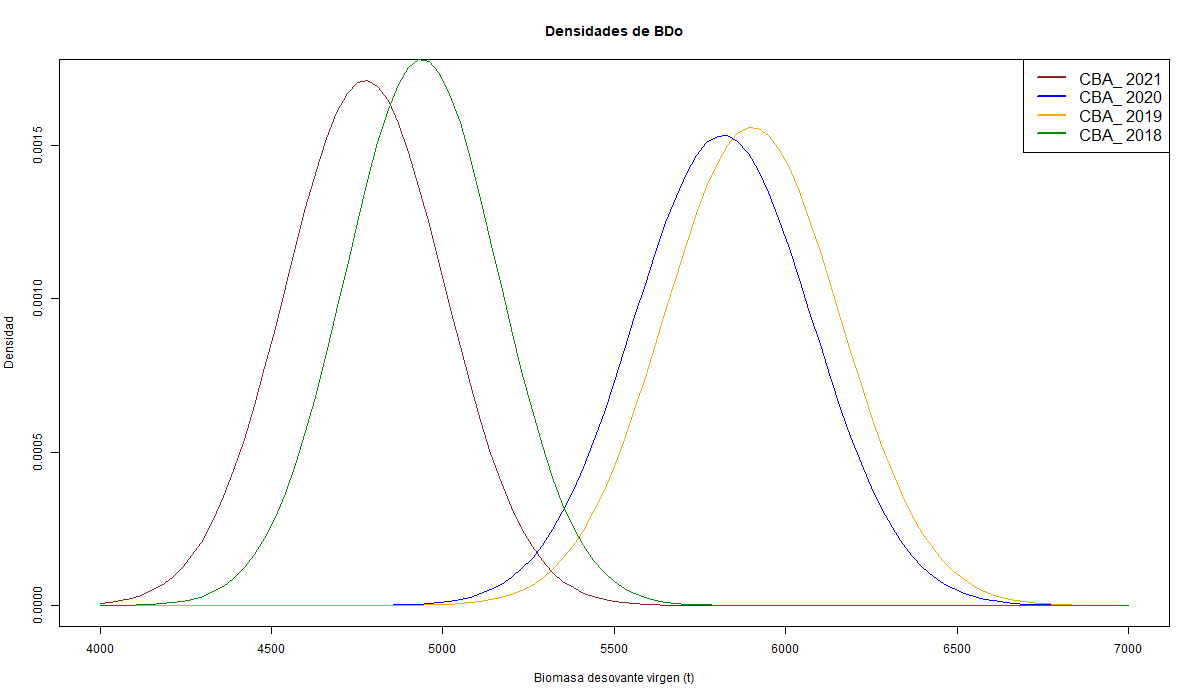 Densidades de BDo
CBA_ 2021
CBA_ 2020
CBA_ 2019
CBA_ 2018
Densidad
0.0015
0.0010
0.0005
0.0000
4000 4500 5000 5500 6000 6500 7000
Biomasa desovante virgen (t)